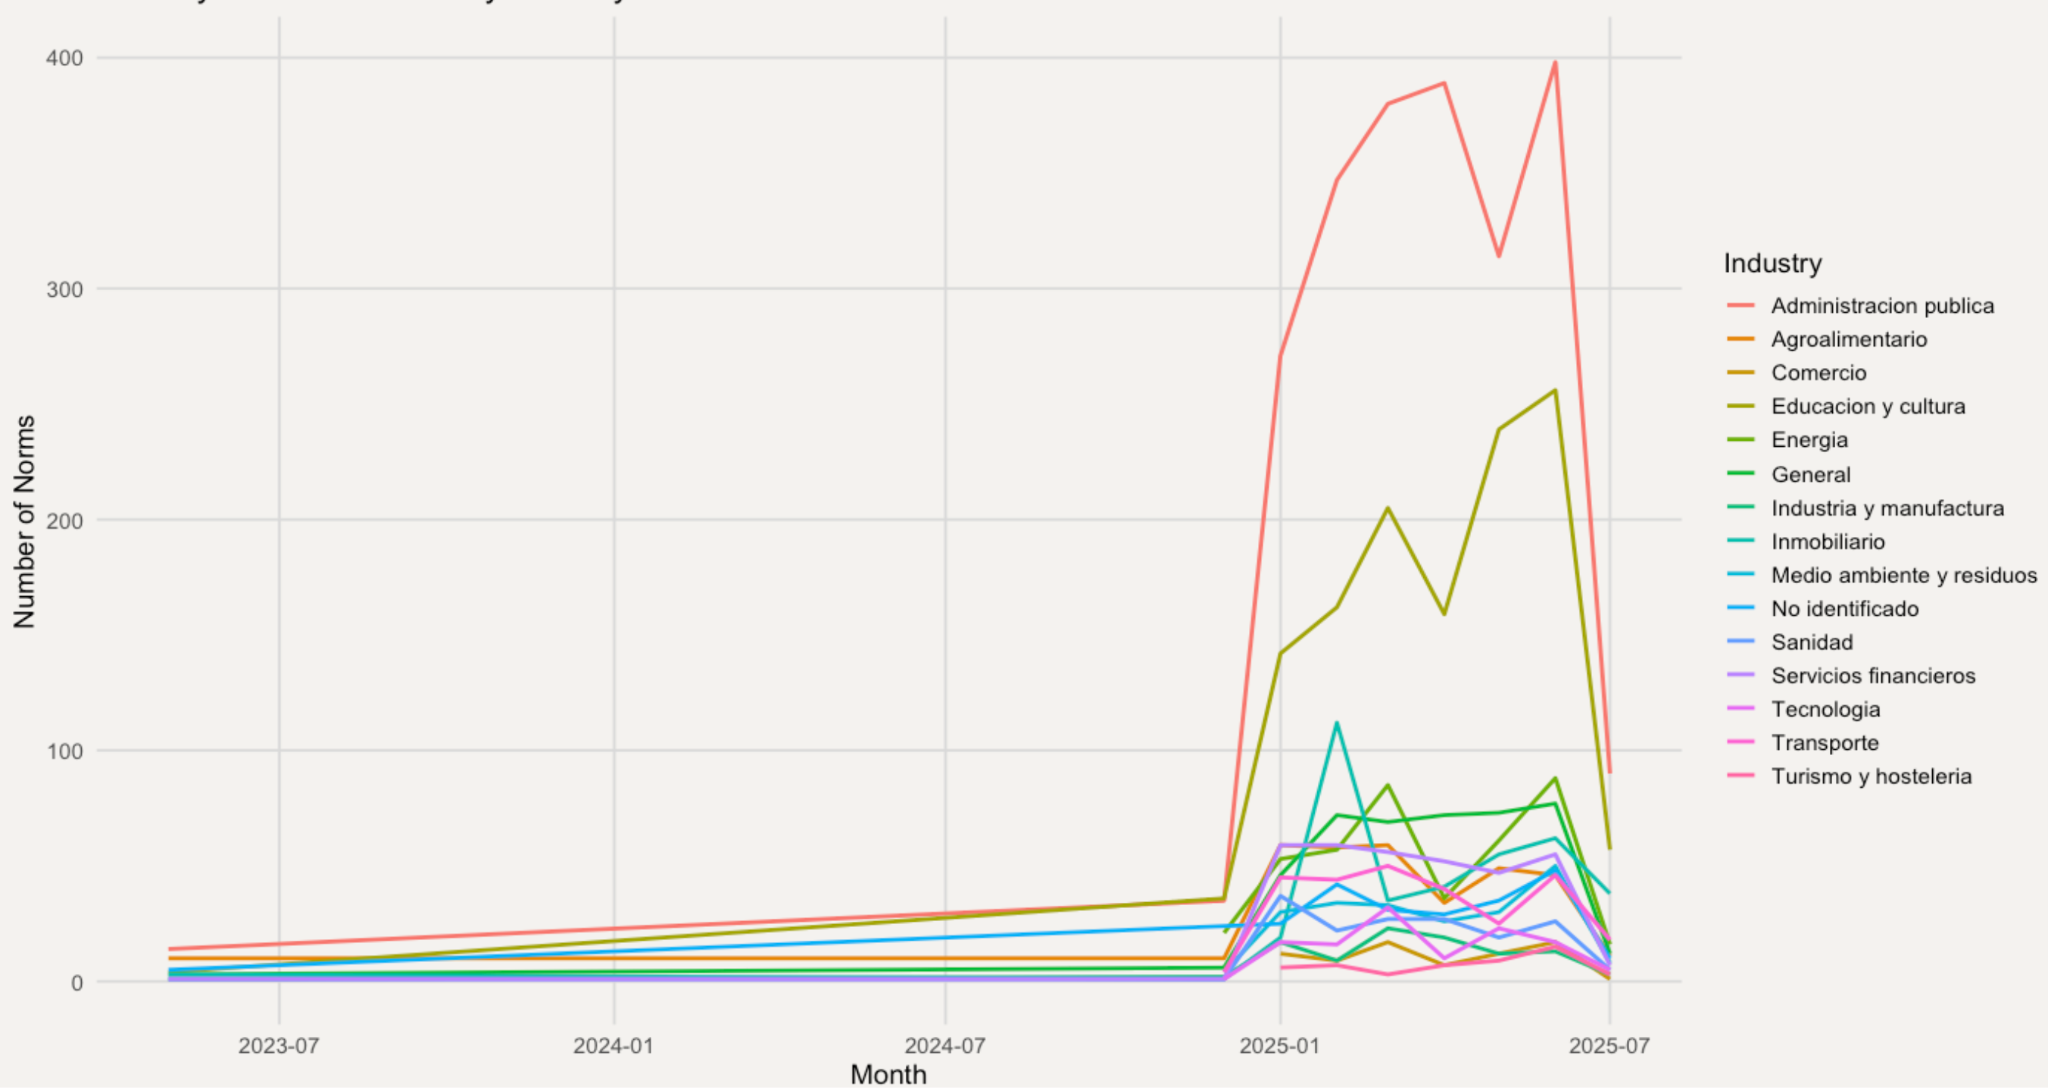 400
300
200
100
0
Number of Norms
2023-07
2024-01
2024-07
2025-01
2025-07
Month
Industry
Administracion publica
Agroalimentario
Comercio
Educacion y cultura
Energia
General
Industria y manufactura
Inmobiliario
Medio ambiente y residuos
No identificado
Sanidad
Servicios financieros
Tecnologia
Transporte
Turismo y hosteleria